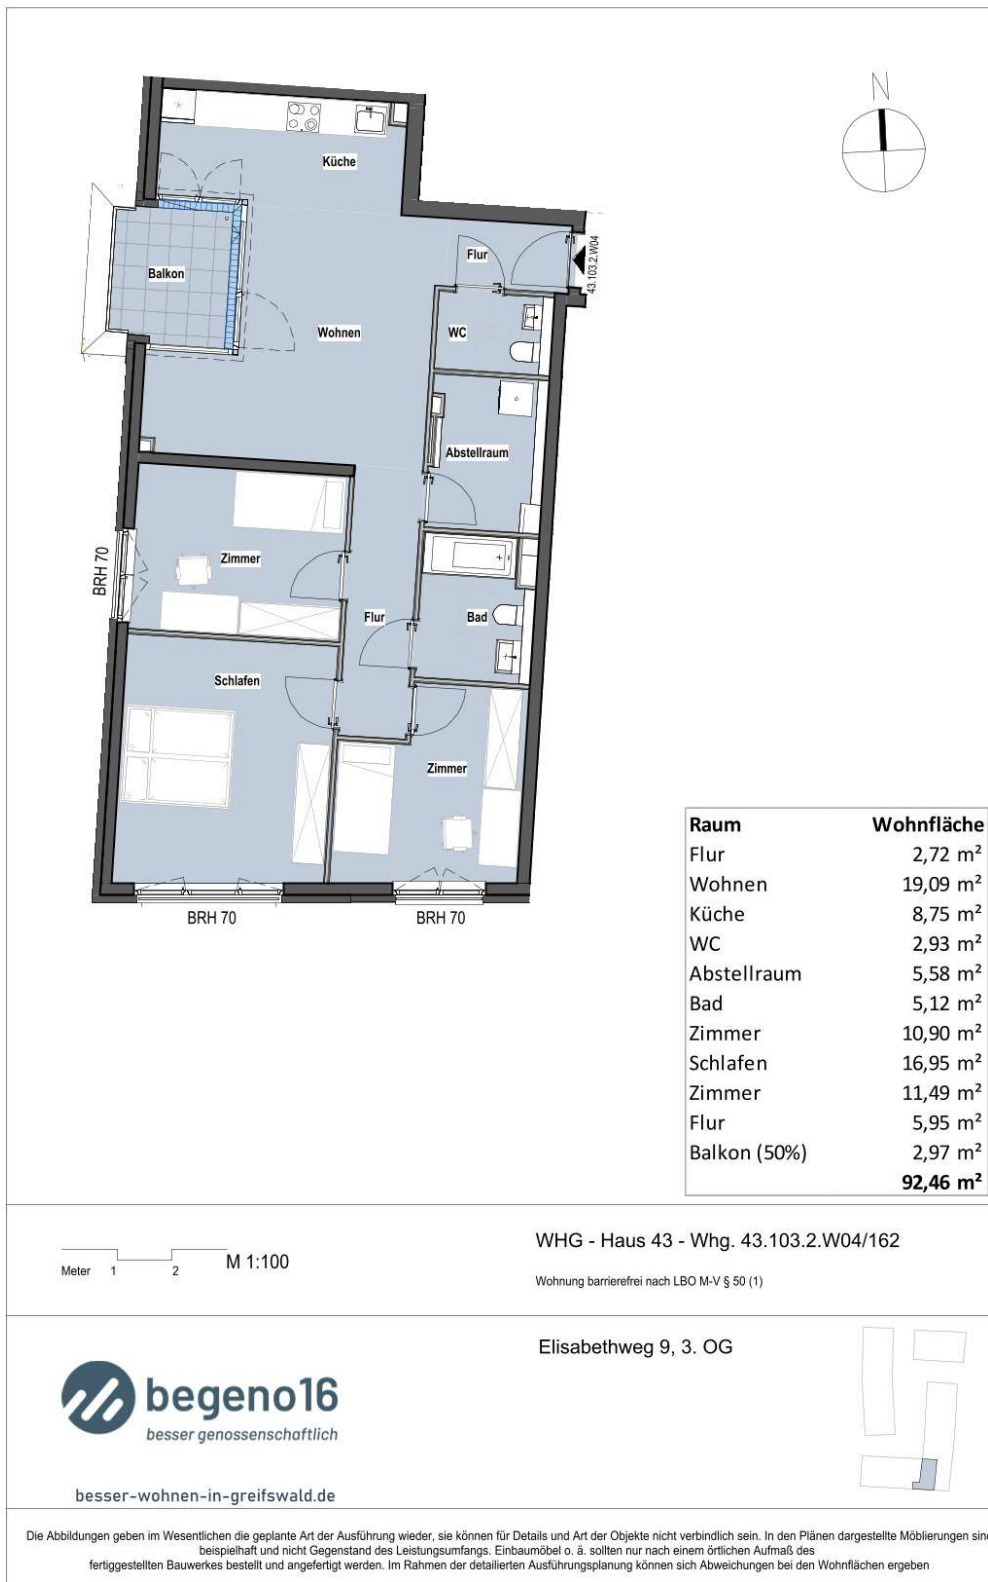 N
Küche
Flur
43.103.2.W04
Balkon
Wohnen
WC
Abstellraum
Zimmer
BRH 70
Flur
Bad
Schlafen
Zimmer
BRH 70
BRH 70
Raum Wohnfläche
Flur 2,72 m²
Wohnen 19,09 m²
Küche 8,75 m²
WC 2,93 m²
Abstellraum 5,58 m²
Bad 5,12 m²
Zimmer 10,90 m²
Schlafen 16,95 m²
Zimmer 11,49 m²
Flur 5,95 m²
Balkon (50%) 2,97 m²
92,46 m²
Meter 1 2 M 1:100
WHG - Haus 43 - Whg. 43.103.2.W04/162
Wohnung barrierefrei nach LBO M-V § 50 (1)
Elisabethweg 9, 3. OG
begeno16
besser genossenschaftlich
besser-wohnen-in-greifswald.de
Die Abbildungen geben im Wesentlichen die geplante Art der Ausführung wieder, sie können für Details und Art der Objekte nicht verbindlich sein. In den Plänen dargestellte Möblierungen sind
beispielhaft und nicht Gegenstand des Leistungsumfangs. Einbaumöbel o. ä. sollten nur nach einem örtlichen Aufmaß des
fertiggestellten Bauwerkes bestellt und angefertigt werden. Im Rahmen der detailierten Ausführungsplanung können sich Abweichungen bei den Wohnflächen ergeben